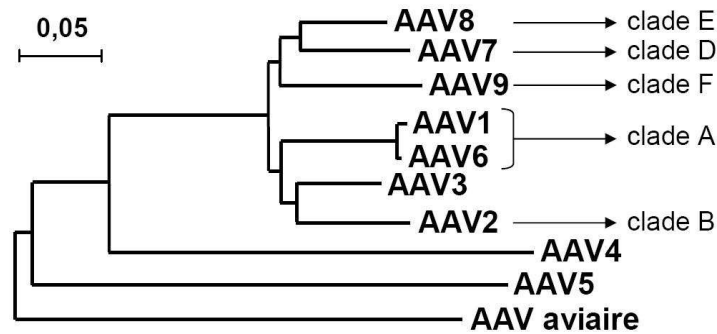 0,05
AAV8 clade E
AAV7 clade D
AAV9 clade F
AAV1
clade A
AAV6
AAV3
AAV2 clade B
AAV4
AAV5
AAV aviaire